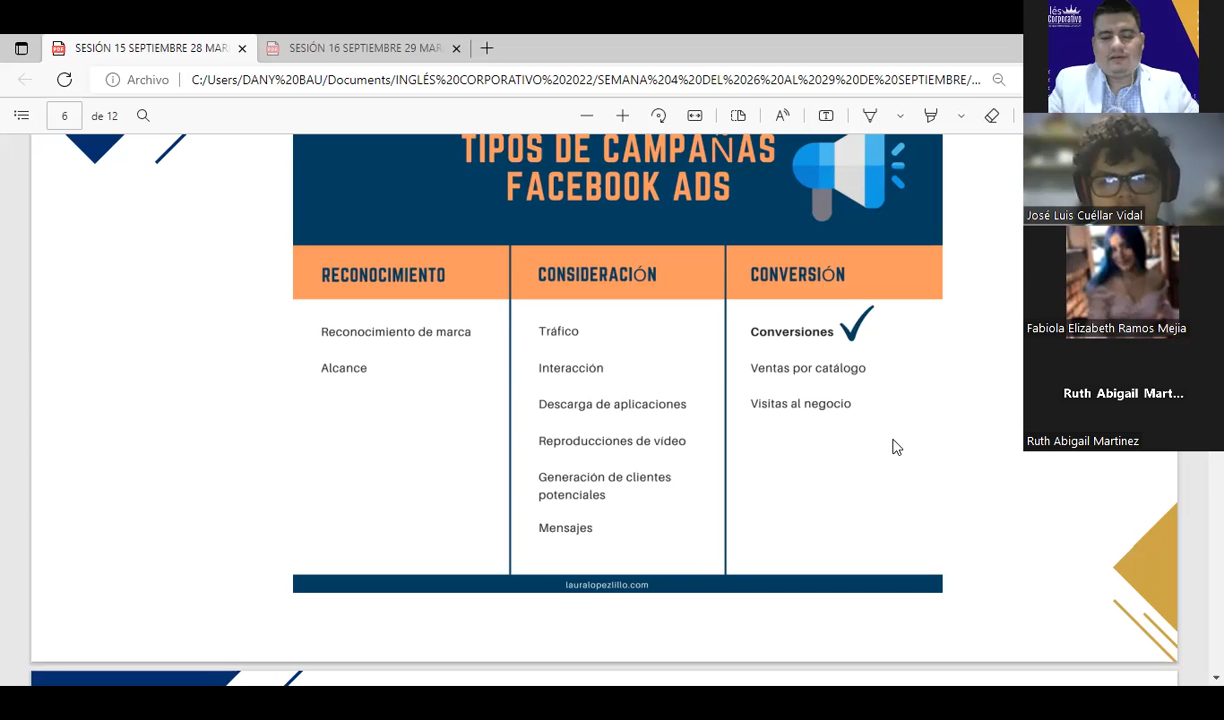 SESIÓN 15 SEPTIEMBRE 28 MAR
SESIÓN 16 SEPTIEMBRE 29 MAR
Archivo
C:/Users/DANY%20BAU/Documents/INGLÉS%20CORPORATIVO%202022/SEMANA%204%20DEL%2026%20AL%2029%20DE%20SEPTIEMBRE/...
6
de 12
TIPOS DE CAMPAÑAS
FACEBOOK ADS
RECONOCIMIENTO
CONSIDERACIÓN
CONVERSIÓN
Reconocimiento de marca
Alcance
Tráfico
Interacción
Descarga de aplicaciones
Reproducciones de vídeo
Generación de clientes
potenciales
Mensajes
Conversiones
Ventas por catálogo
Visitas al negocio
lauralopezlillo.com
lés
Corporativo
José Luis Cuéllar Vidal
Fabiola Elizabeth Ramos Mejia
Ruth Abigail Mart...
Ruth Abigail Martinez